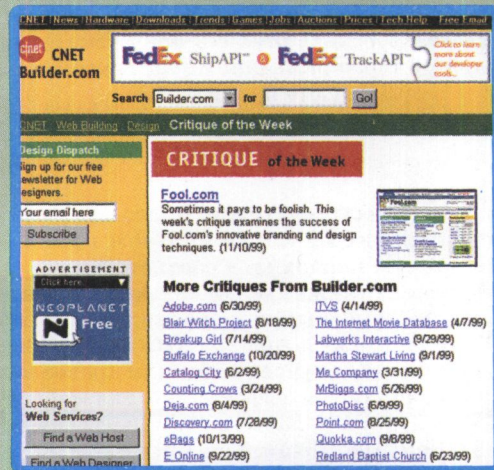 CNET | News | Hardware | Downloads | Trends | Games | Jobs | Auctions | Prices | Tech Help Free Email
cnet CNET
Builder.com
FedEx ShipAPI™ FedEx TrackAPI™
Click to learn
more about
our developer
tools...
Search Builder.com for Go!
CNET Web Building Design Critique of the Week
Design Dispatch
Sign up for our free
newsletter for Web
designers.
Your email here
Subscribe
ADVERTISEMENT
Click here
NEOPLANET
N Free
Looking for
Web Services?
Find a Web Host
Find a Web Designer
CRITIQUE of the Week
Fool.com
Sometimes it pays to be foolish. This
week's critique examines the success of
Fool.com's innovative branding and design
techniques. (11/10/99)
Fool.com
More Critiques From Builder.com
Adobe.com (6/30/99)
Blair Witch Project (8/18/99)
Breakup Girl (7/14/99)
Buffalo Exchange (10/20/99)
Catalog City (6/2/99)
Counting Crows (3/24/99)
Deja.com (8/4/99)
Discovery.com (7/28/99)
eBags (10/13/99)
E Online (9/22/99)
ITVS (4/14/99)
The Internet Movie Database (4/7/99)
Labwerks Interactive (9/29/99)
Martha Stewart Living (9/1/99)
Me Company (3/31/99)
MrBiggs.com (5/26/99)
PhotoDisc (6/9/99)
Point.com (8/25/99)
Quokka.com (9/8/99)
Redland Baptist Church (6/23/99)